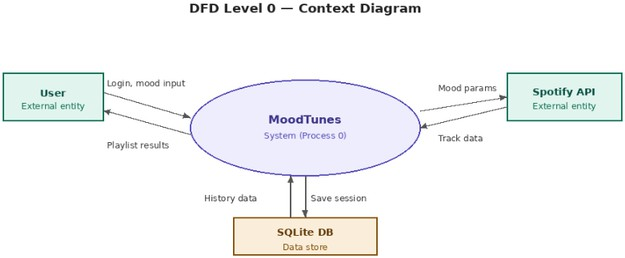 DFD Level 0 — Context Diagram
User
External entity
Login, mood input
Playlist results
MoodTunes
System (Process 0)
Mood params
Track data
Spotify API
External entity
History data
Save session
SQLite DB
Data store